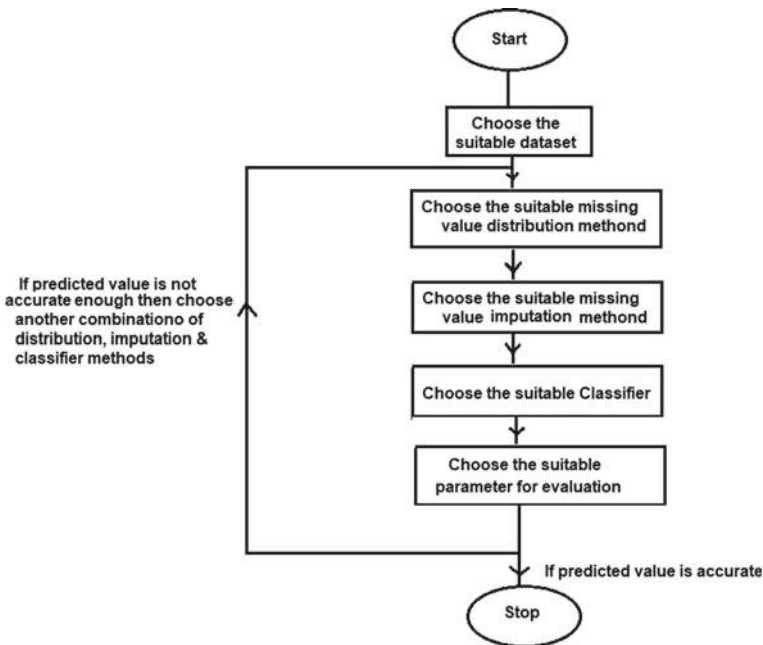 Start
Choose the
suitable dataset
Choose the suitable missing
value distribution methond
If predicted value is not
accurate enough then choose
another combinationo of
distribution, imputation &
classifier methods
Choose the suitable missing
value imputation methond
Choose the suitable Classifier
Choose the suitable
parameter for evaluation
If predicted value is accurate
Stop